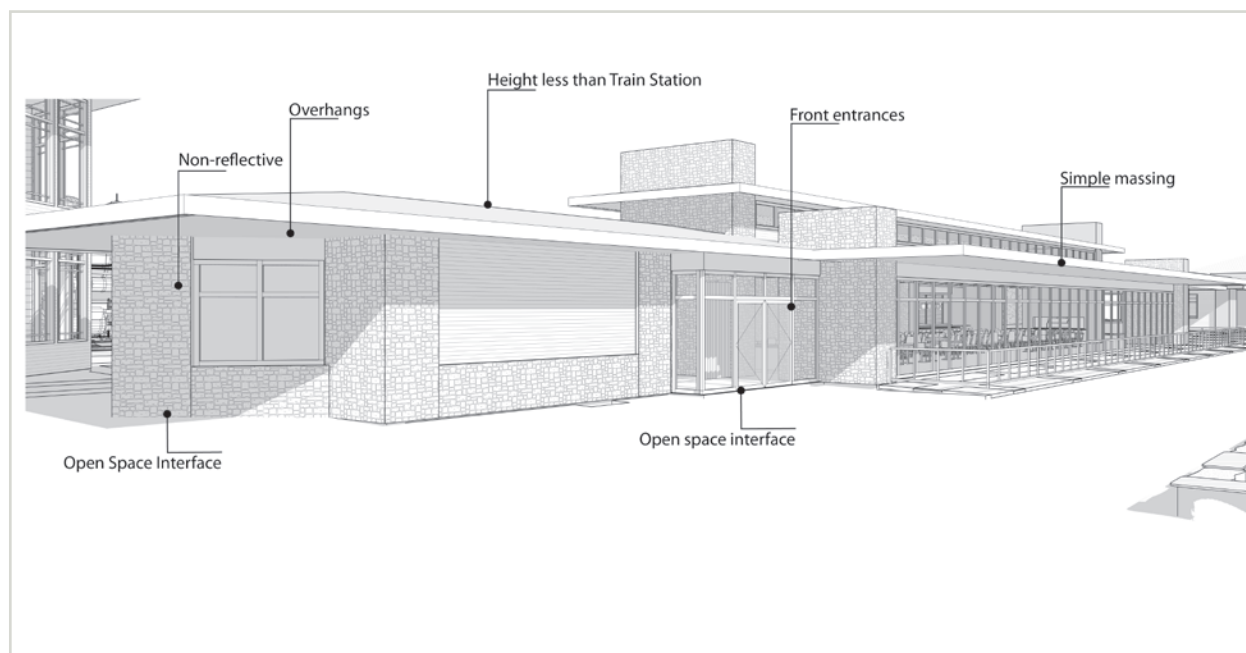 Height less than Train Station
Overhangs
Front entrances
Non-reflective
Simple massing
Open space interface
Open Space Interface